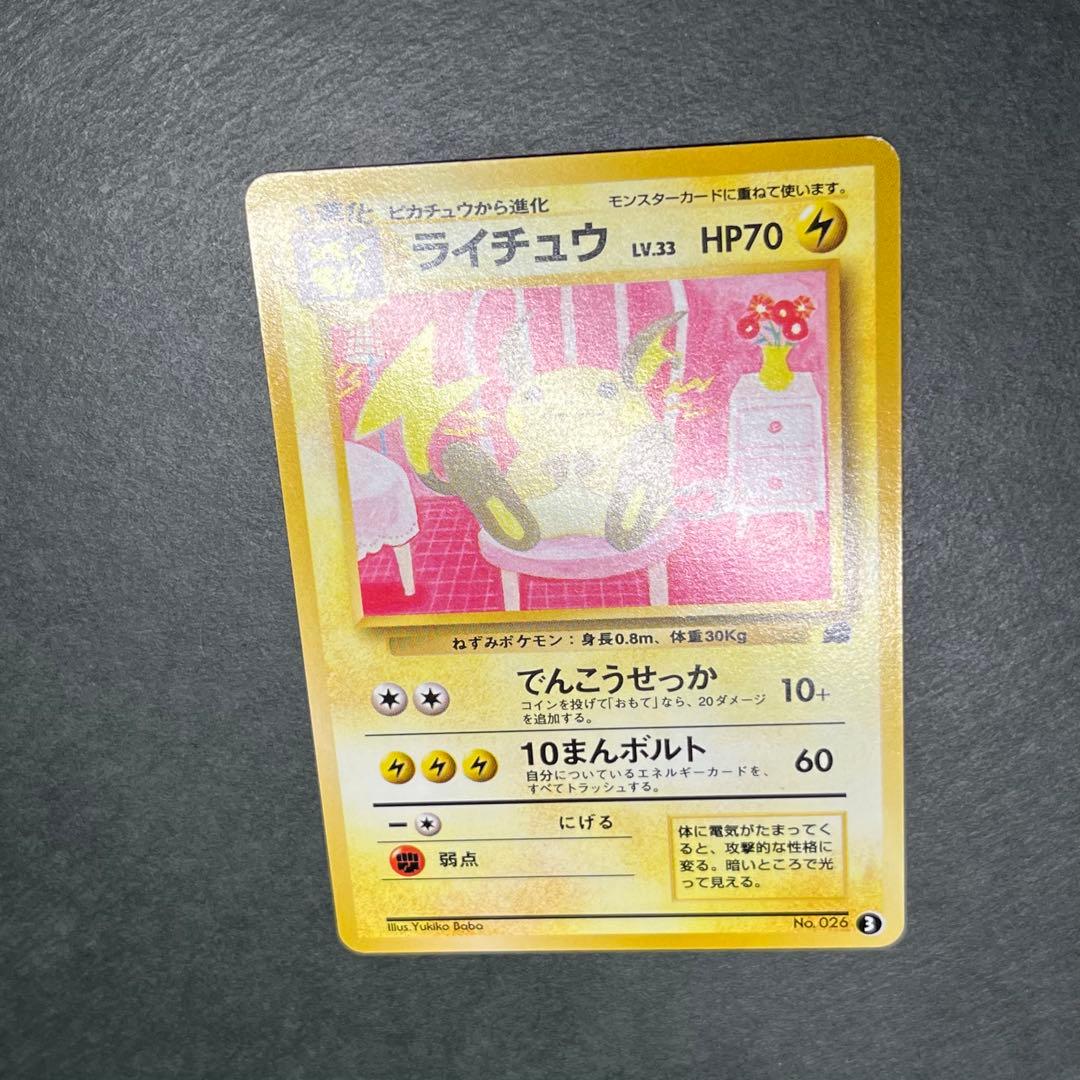 進化 ピカチュウから進化 モンスターカードに重ねて使います。
ライチュウ LV.33 HP70
ねずみポケモン：身長0.8m、体重30Kg
でんこうせっか 10+
コインを投げて「おもて」なら、20ダメージ
を追加する。
10まんボルト 60
自分についているエネルギーカードを、
すべてトラッシュする。
ー にげる
弱点
体に電気がたまってく
ると、攻撃的な性格に
変る。暗いところで光
って見える。
Illus.Yukiko Baba No. 026 3